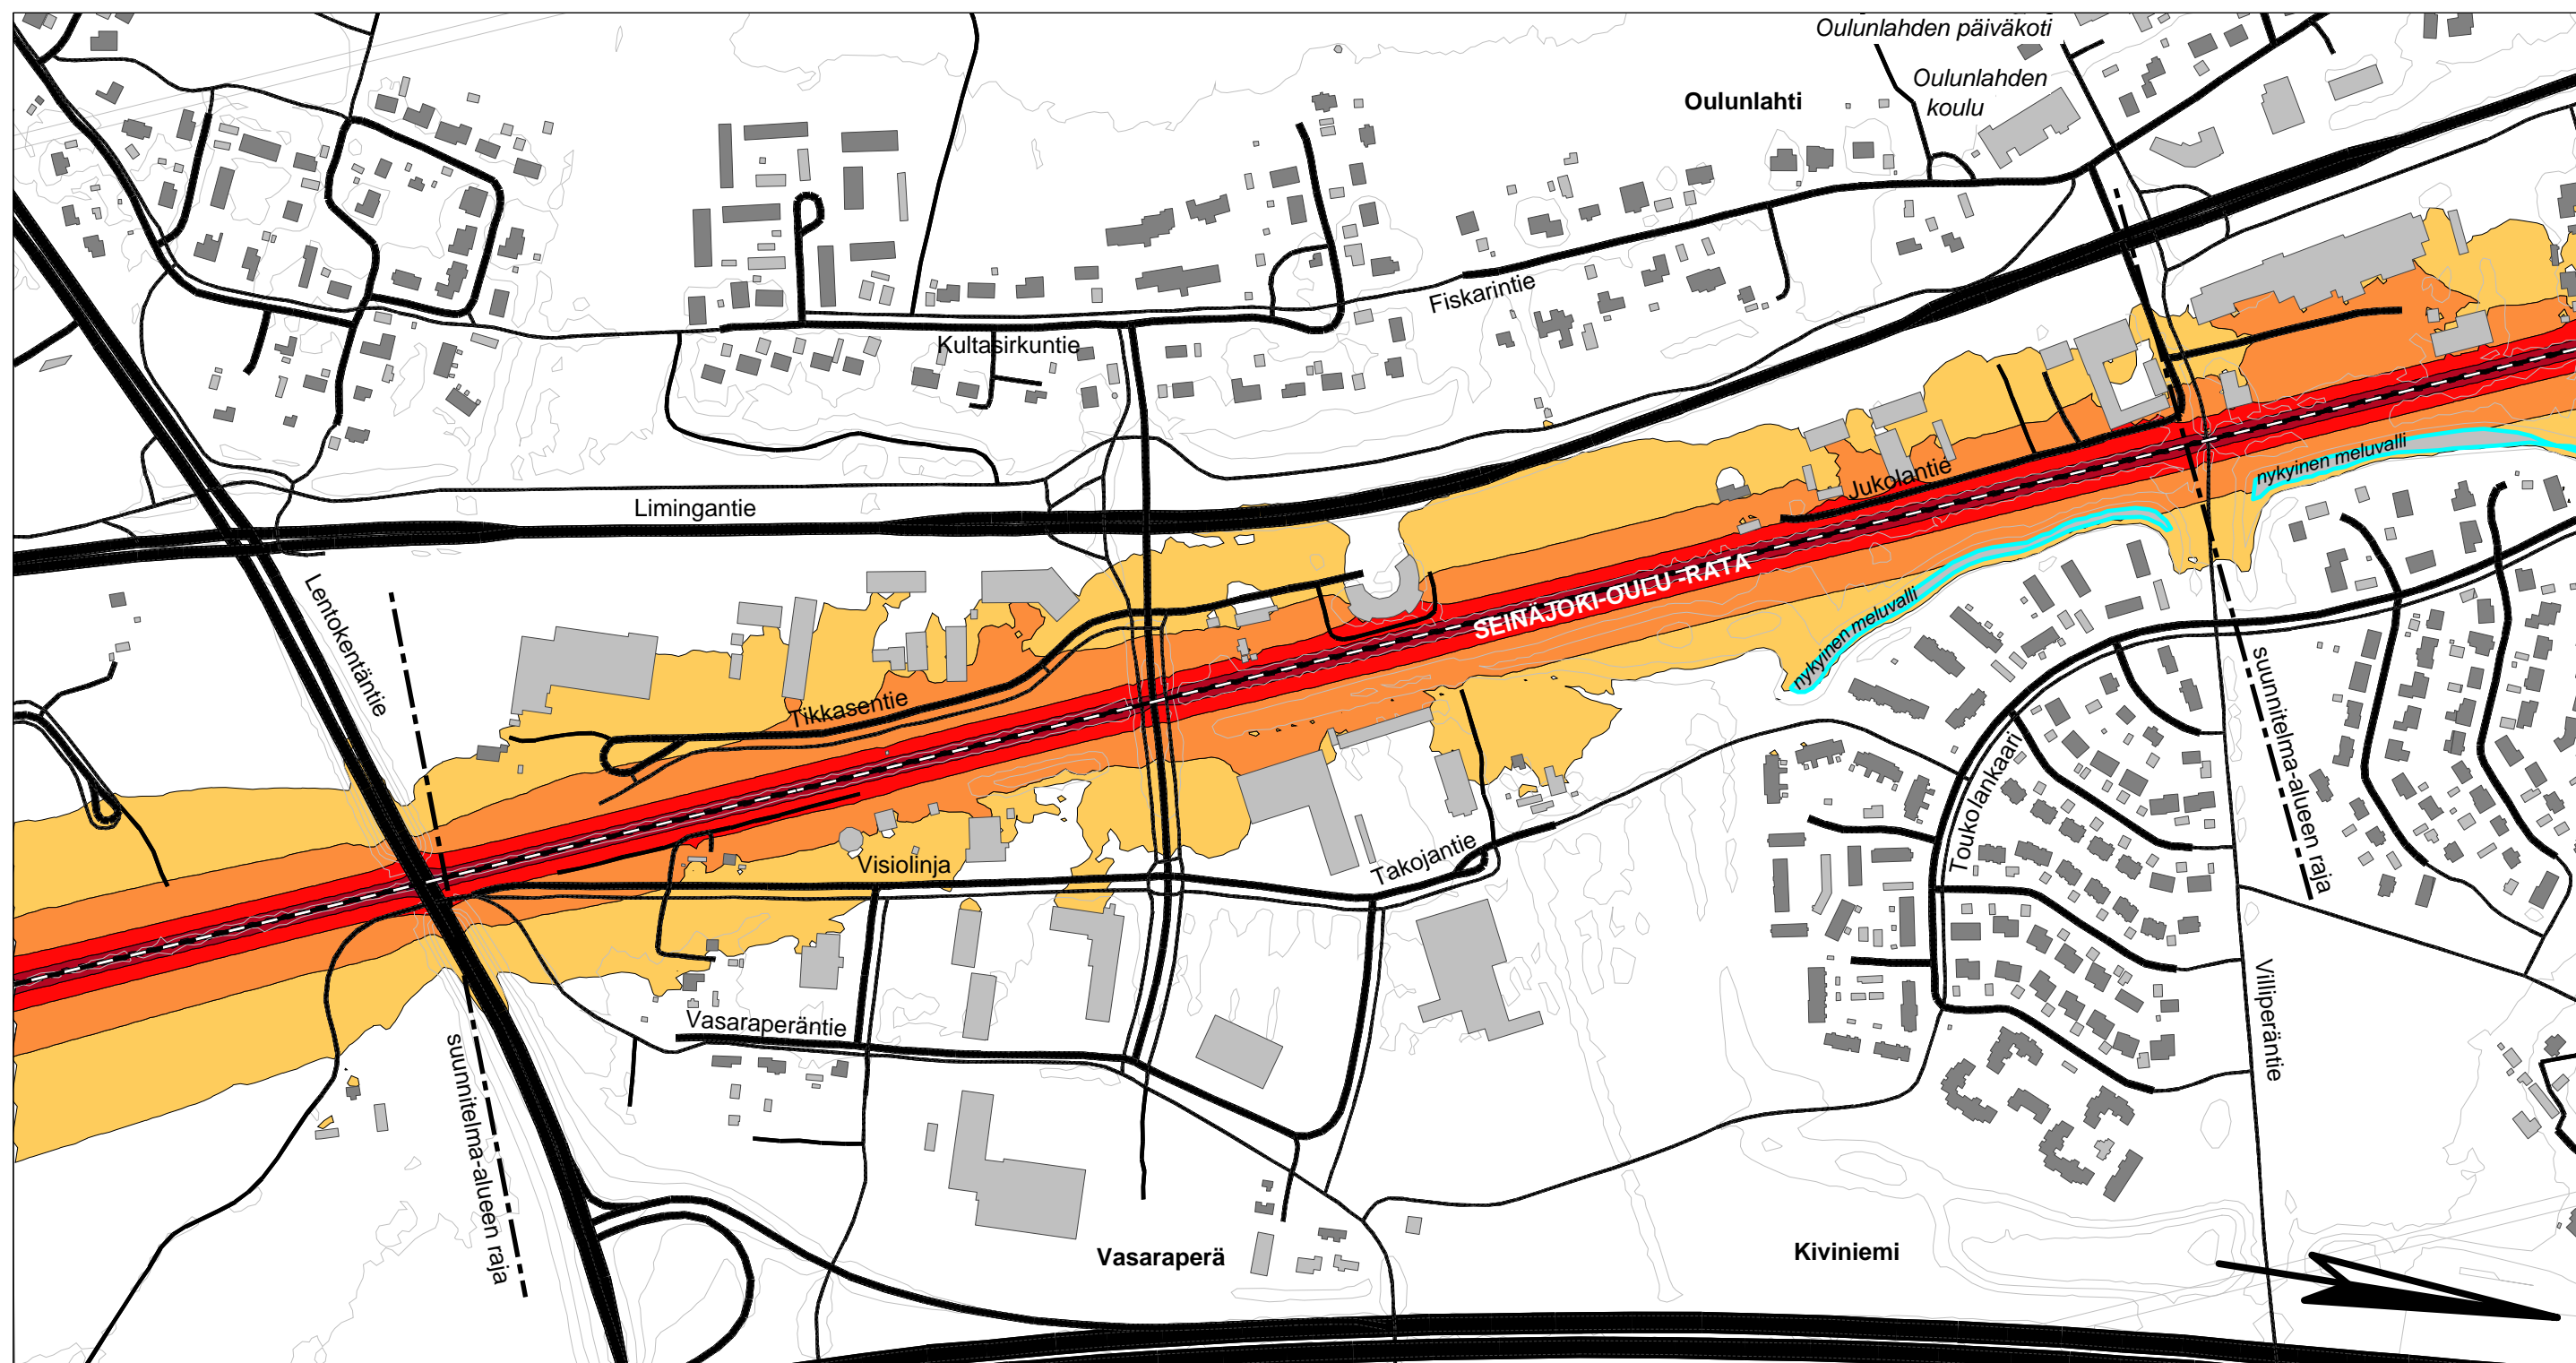 Oulunlahden päiväkoti
Oulunlahden
koulu
Oulunlahti
Fiskarintie
Kultasirkuntie
Limingantie
Jukolantie
nykyinen meluvalli
SEINÄJOKI-OULU -RATA
nykyinen meluvalli
Lentokentäntie
Tikkasentie
suunnitelma-alueen raja
Toukolankaari
Visiolinja
Takojantie
Vasaraperäntie
Villiperäntie
suunnitelma-alueen raja
Vasaraperä
Kiviniemi